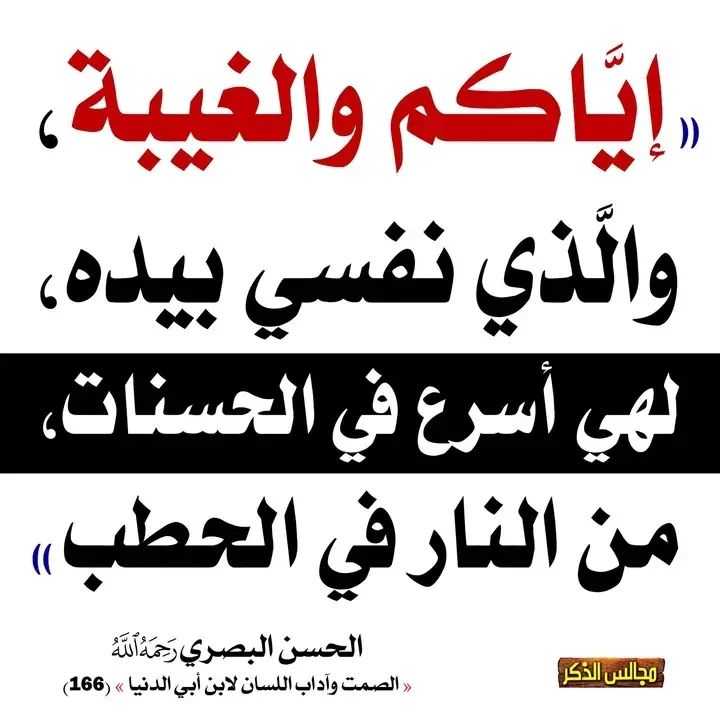 (( إيَّاكم والغيبة ،
والَّذي نفسي بيده،
لهي أسرع في الحسنات،
من النار في الحطب ))
الحسن البصري رَحِمَهُ ٱللَّهُ
« الصمت وآداب اللسان لابن أبي الدنيا » (166)
مجالس الذكر